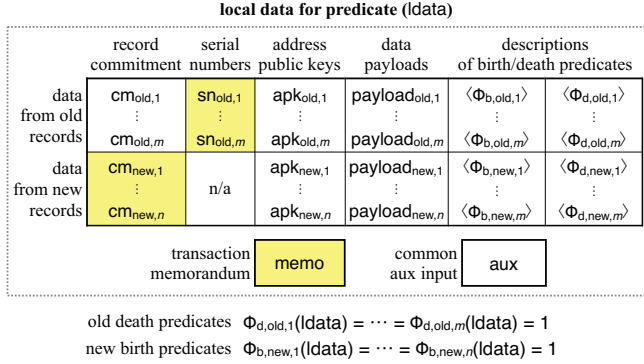 local data for predicate (ldata)
record commitment serial numbers address public keys data payloads descriptions of birth/death predicates
data from old records
cm_old,1 sn_old,1 apk_old,1 payload_old,1 ⟨Φ_b,old,1⟩ ⟨Φ_d,old,1⟩
⋮ ⋮ ⋮ ⋮ ⋮ ⋮
cm_old,m sn_old,m apk_old,m payload_old,m ⟨Φ_b,old,m⟩ ⟨Φ_d,old,m⟩
data from new records
cm_new,1 n/a apk_new,1 payload_new,1 ⟨Φ_b,new,1⟩ ⟨Φ_d,new,1⟩
⋮ ⋮ ⋮ ⋮ ⋮
cm_new,n apk_new,n payload_new,n ⟨Φ_b,new,m⟩ ⟨Φ_d,new,m⟩
transaction memorandum memo common aux input aux
old death predicates Φ_d,old,1(ldata) = ⋯ = Φ_d,old,m(ldata) = 1
new birth predicates Φ_b,new,1(ldata) = ⋯ = Φ_b,new,n(ldata) = 1